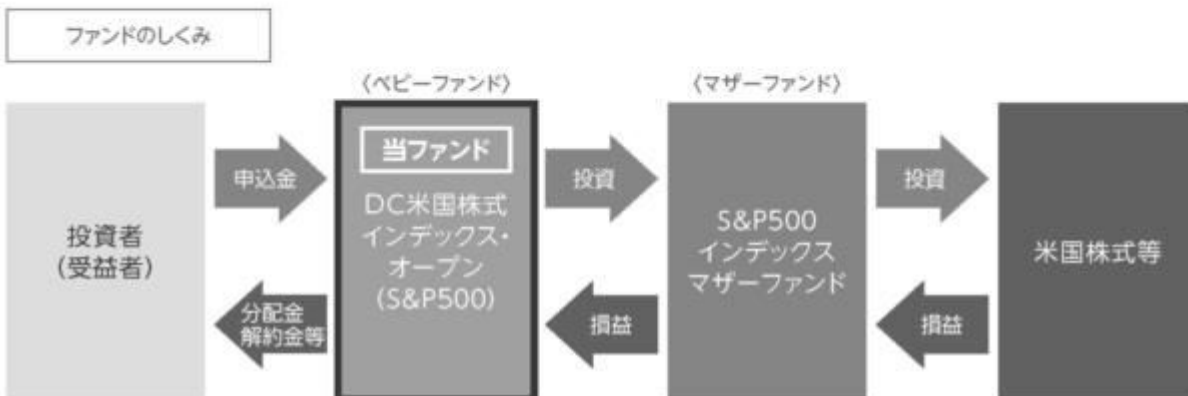 ファンドのしくみ
〈ベビーファンド〉
〈マザーファンド〉
投資者
(受益者)
申込金
分配金
解約金等
当ファンド
DC米国株式
インデックス・
オープン
(S&P500)
投資
損益
S&P500
インデックス
マザーファンド
投資
損益
米国株式等